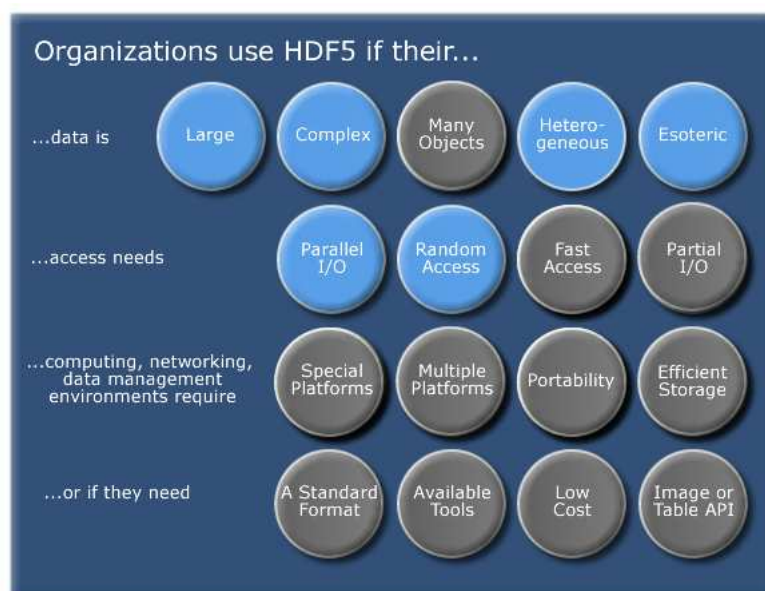 Organizations use HDF5 if their...
...data is
Large
Complex
Many
Objects
Hetero-
geneous
Esoteric
...access needs
Parallel
I/O
Random
Access
Fast
Access
Partial
I/O
...computing, networking,
data management
environments require
Special
Platforms
Multiple
Platforms
Portability
Efficient
Storage
...or if they need
A Standard
Format
Available
Tools
Low
Cost
Image or
Table API